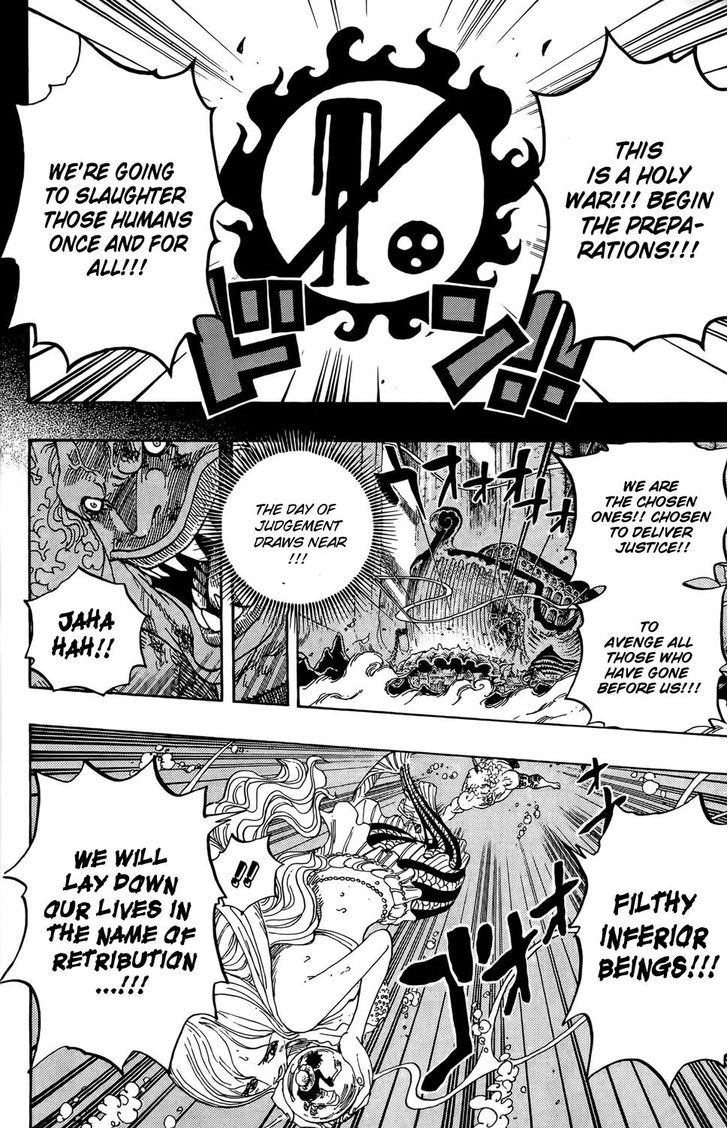 THIS
IS A HOLY
WAR!!! BEGIN
THE PREPA-
RATIONS!!!
WE'RE GOING
TO SLAUGHTER
THOSE HUMANS
ONCE AND FOR
ALL!!!
ドン
WE ARE
THE CHOSEN
ONES!! CHOSEN
TO DELIVER
JUSTICE!!
TO
AVENGE ALL
THOSE WHO
HAVE GONE
BEFORE US!!!
ウオオオオ
THE DAY OF
JUDGEMENT
DRAWS NEAR
!!!
JAHA
HAH!!
FILTHY
INFERIOR
BEINGS!!!
!!
WE WILL
LAY DOWN
OUR LIVES IN
THE NAME OF
RETRIBUTION
...!!!